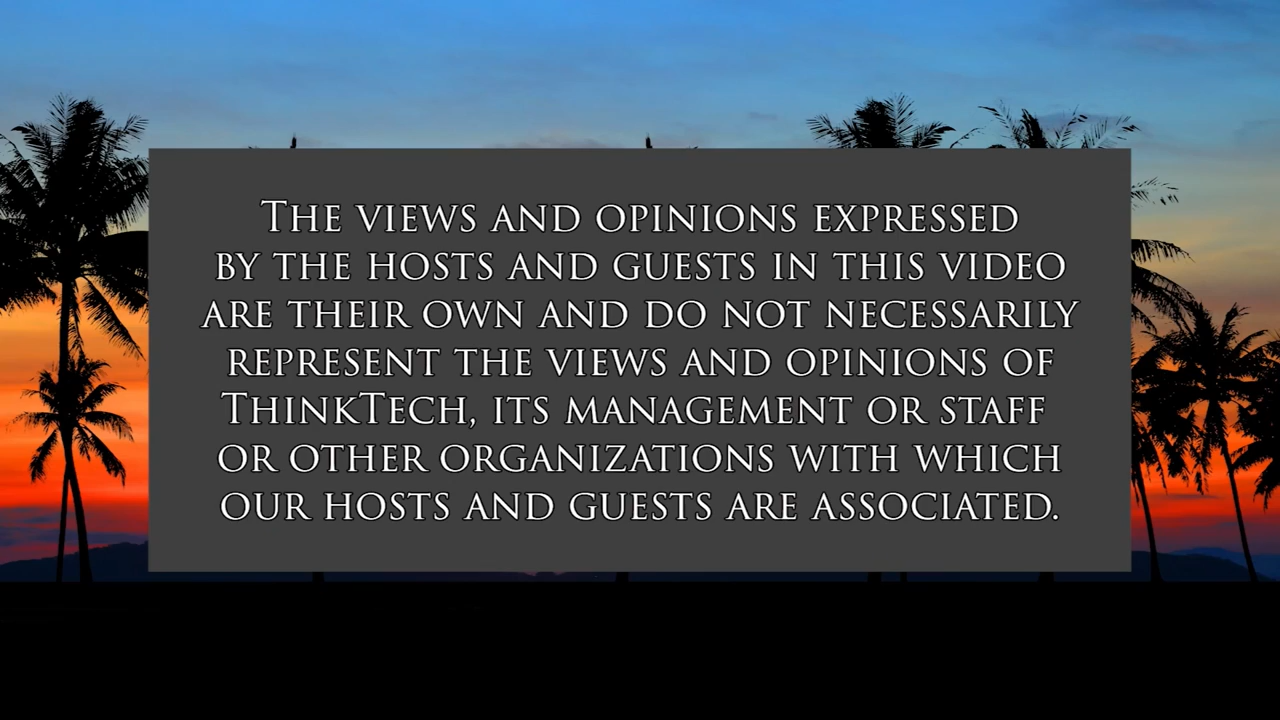 The views and opinions expressed
by the hosts and guests in this video
are their own and do not necessarily
represent the views and opinions of
ThinkTech, its management or staff
or other organizations with which
our hosts and guests are associated.